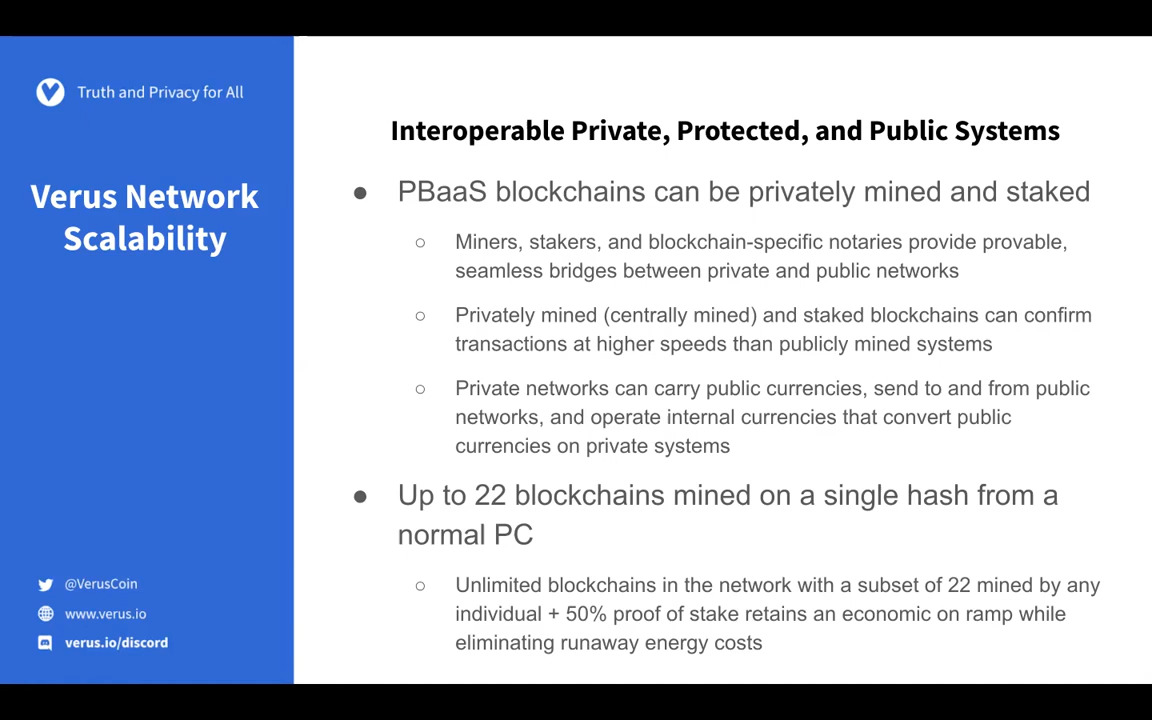 Truth and Privacy for All
Verus Network
Scalability
@VerusCoin
www.verus.io
verus.io/discord
Interoperable Private, Protected, and Public Systems
● PBaaS blockchains can be privately mined and staked
○ Miners, stakers, and blockchain-specific notaries provide provable,
seamless bridges between private and public networks
○ Privately mined (centrally mined) and staked blockchains can confirm
transactions at higher speeds than publicly mined systems
○ Private networks can carry public currencies, send to and from public
networks, and operate internal currencies that convert public
currencies on private systems
● Up to 22 blockchains mined on a single hash from a
normal PC
○ Unlimited blockchains in the network with a subset of 22 mined by any
individual + 50% proof of stake retains an economic on ramp while
eliminating runaway energy costs